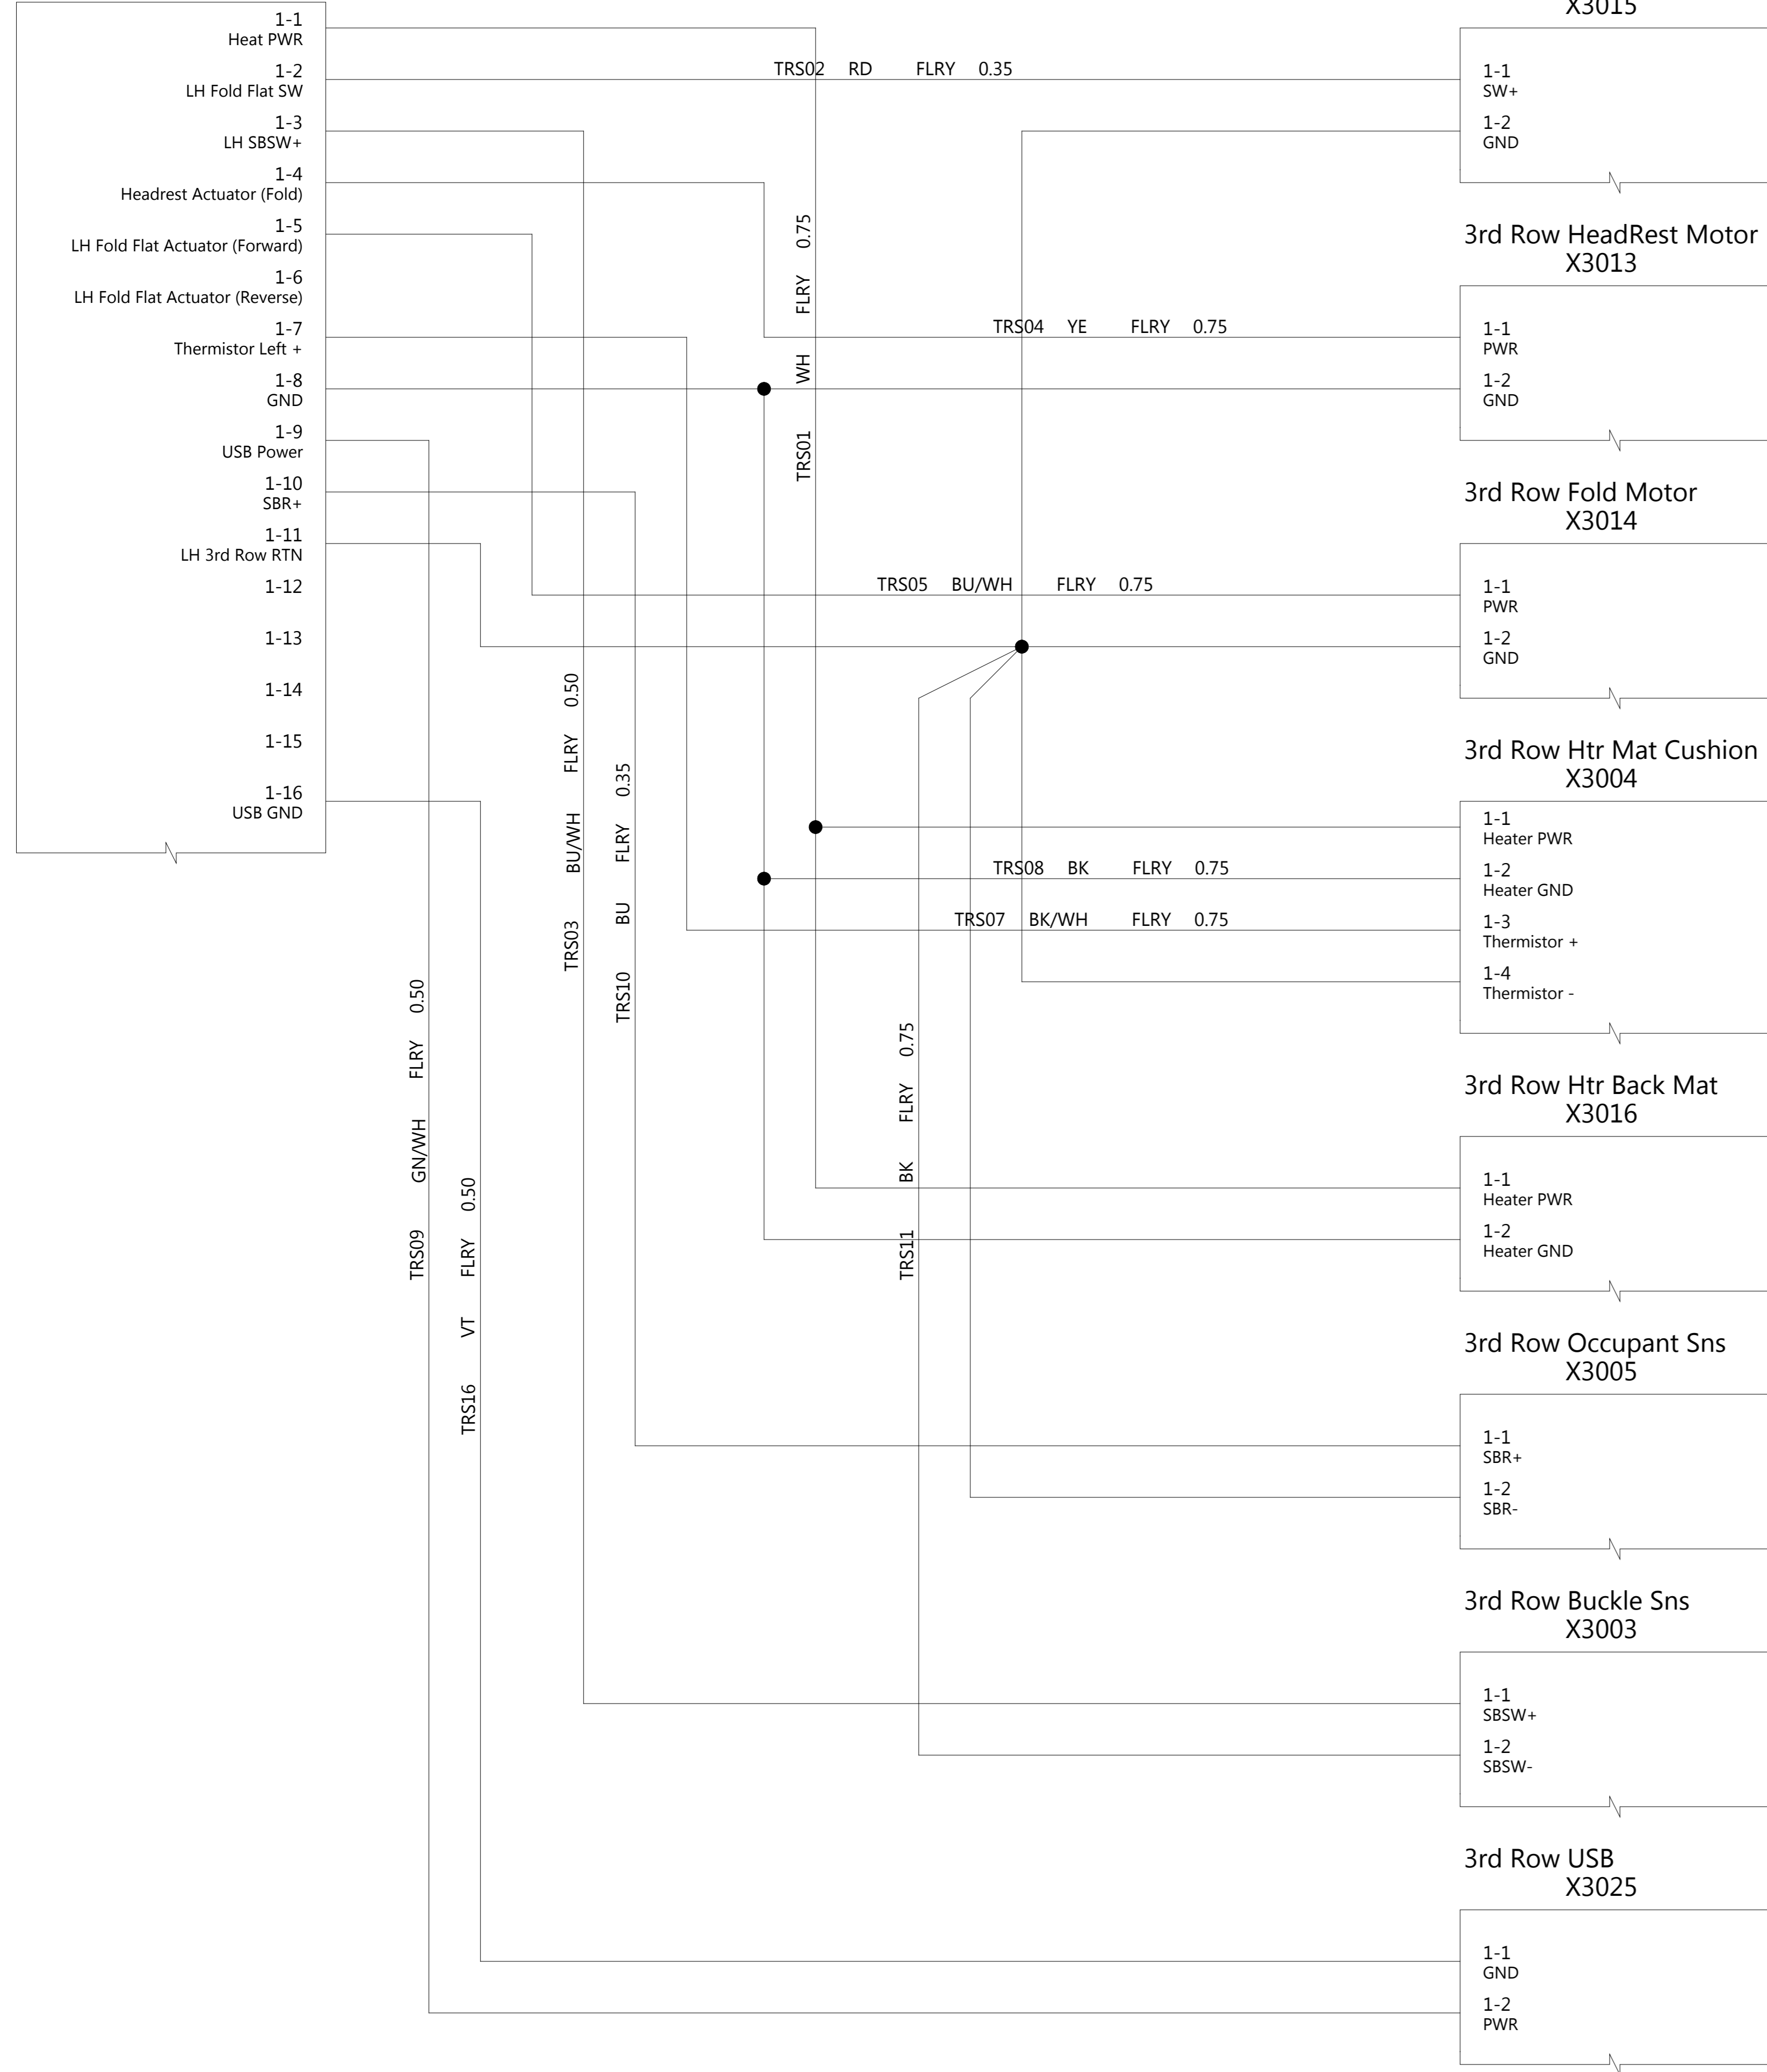 1-1
Heat PWR
1-2
LH Fold Flat SW
1-3
LH SBSW+
1-4
Headrest Actuator (Fold)
1-5
LH Fold Flat Actuator (Forward)
1-6
LH Fold Flat Actuator (Reverse)
1-7
Thermistor Left +
1-8
GND
1-9
USB Power
1-10
SBR+
1-11
LH 3rd Row RTN
1-12
1-13
1-14
1-15
1-16
USB GND
TRS02 RD FLRY 0.35
TRS01 WH FLRY 0.75
TRS04 YE FLRY 0.75
TRS05 BU/WH FLRY 0.75
TRS03 BU/WH FLRY 0.50
TRS10 BU FLRY 0.35
TRS08 BK FLRY 0.75
TRS07 BK/WH FLRY 0.75
TRS09 GN/WH FLRY 0.50
TRS16 VT FLRY 0.50
TRS11 BK FLRY 0.75
X3015
1-1
SW+
1-2
GND
3rd Row HeadRest Motor
X3013
1-1
PWR
1-2
GND
3rd Row Fold Motor
X3014
1-1
PWR
1-2
GND
3rd Row Htr Mat Cushion
X3004
1-1
Heater PWR
1-2
Heater GND
1-3
Thermistor +
1-4
Thermistor -
3rd Row Htr Back Mat
X3016
1-1
Heater PWR
1-2
Heater GND
3rd Row Occupant Sns
X3005
1-1
SBR+
1-2
SBR-
3rd Row Buckle Sns
X3003
1-1
SBSW+
1-2
SBSW-
3rd Row USB
X3025
1-1
GND
1-2
PWR